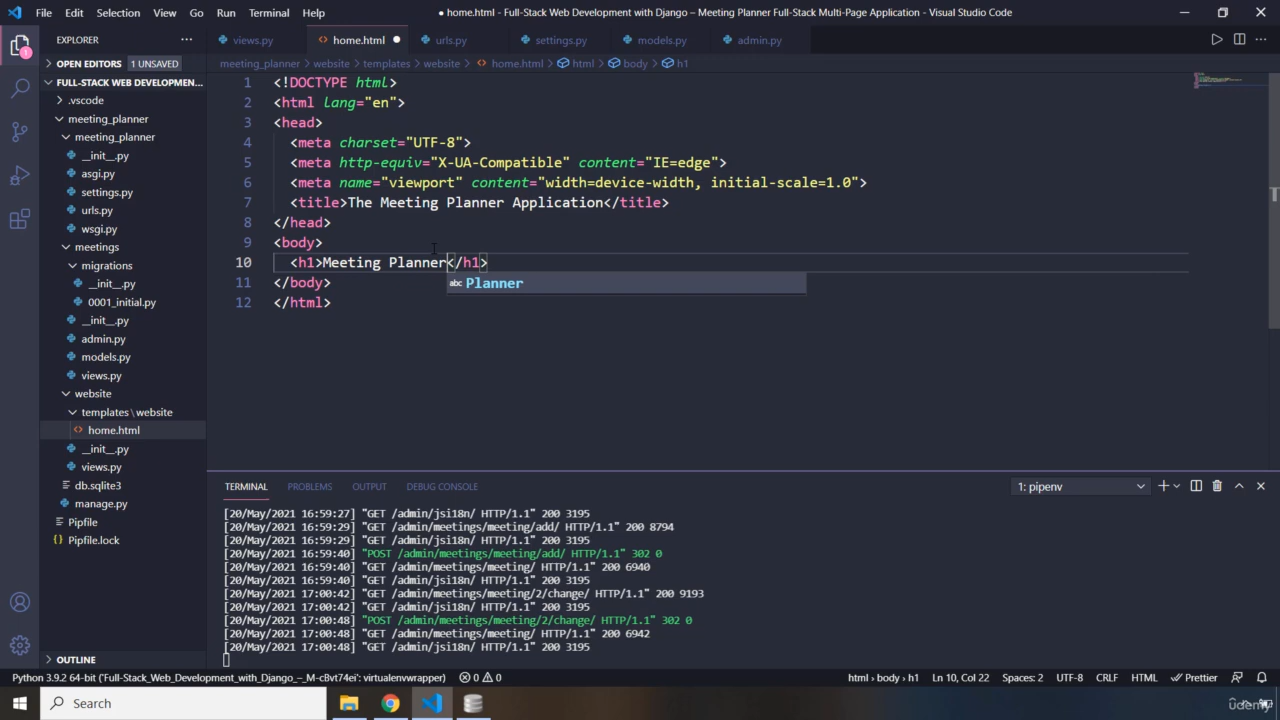 File Edit Selection View Go Run Terminal Help
● home.html - Full-Stack Web Development with Django – Meeting Planner Full-Stack Multi-Page Application - Visual Studio Code
EXPLORER
views.py home.html urls.py settings.py models.py admin.py
OPEN EDITORS 1 UNSAVED
meeting_planner > website > templates > website > home.html > html > body > h1
FULL-STACK WEB DEVELOPMEN...
.vscode
meeting_planner
meeting_planner
__init__.py
asgi.py
settings.py
urls.py
wsgi.py
meetings
migrations
__init__.py
0001_initial.py
__init__.py
admin.py
models.py
views.py
website
templates\website
home.html
__init__.py
views.py
db.sqlite3
manage.py
Pipfile
{} Pipfile.lock
OUTLINE
1 <!DOCTYPE html>
2 <html lang="en">
3 <head>
4 <meta charset="UTF-8">
5 <meta http-equiv="X-UA-Compatible" content="IE=edge">
6 <meta name="viewport" content="width=device-width, initial-scale=1.0">
7 <title>The Meeting Planner Application</title>
8 </head>
9 <body>
10 <h1>Meeting Planner</h1>
11 </body>
abc Planner
12 </html>
TERMINAL PROBLEMS OUTPUT DEBUG CONSOLE
1: pipenv
[20/May/2021 16:59:27] "GET /admin/jsi18n/ HTTP/1.1" 200 3195
[20/May/2021 16:59:29] "GET /admin/meetings/meeting/add/ HTTP/1.1" 200 8794
[20/May/2021 16:59:29] "GET /admin/jsi18n/ HTTP/1.1" 200 3195
[20/May/2021 16:59:40] "POST /admin/meetings/meeting/add/ HTTP/1.1" 302 0
[20/May/2021 16:59:40] "GET /admin/meetings/meeting/ HTTP/1.1" 200 6940
[20/May/2021 16:59:40] "GET /admin/jsi18n/ HTTP/1.1" 200 3195
[20/May/2021 17:00:42] "GET /admin/meetings/meeting/2/change/ HTTP/1.1" 200 9193
[20/May/2021 17:00:42] "GET /admin/jsi18n/ HTTP/1.1" 200 3195
[20/May/2021 17:00:48] "POST /admin/meetings/meeting/2/change/ HTTP/1.1" 302 0
[20/May/2021 17:00:48] "GET /admin/meetings/meeting/ HTTP/1.1" 200 6942
[20/May/2021 17:00:48] "GET /admin/jsi18n/ HTTP/1.1" 200 3195
Python 3.9.2 64-bit ('Full-Stack_Web_Development_with_Django_–_M-c8vt74ei': virtualenvwrapper) 0 0 html › body › h1 Ln 10, Col 22 Spaces: 2 UTF-8 CRLF HTML Prettier
Search
udemy